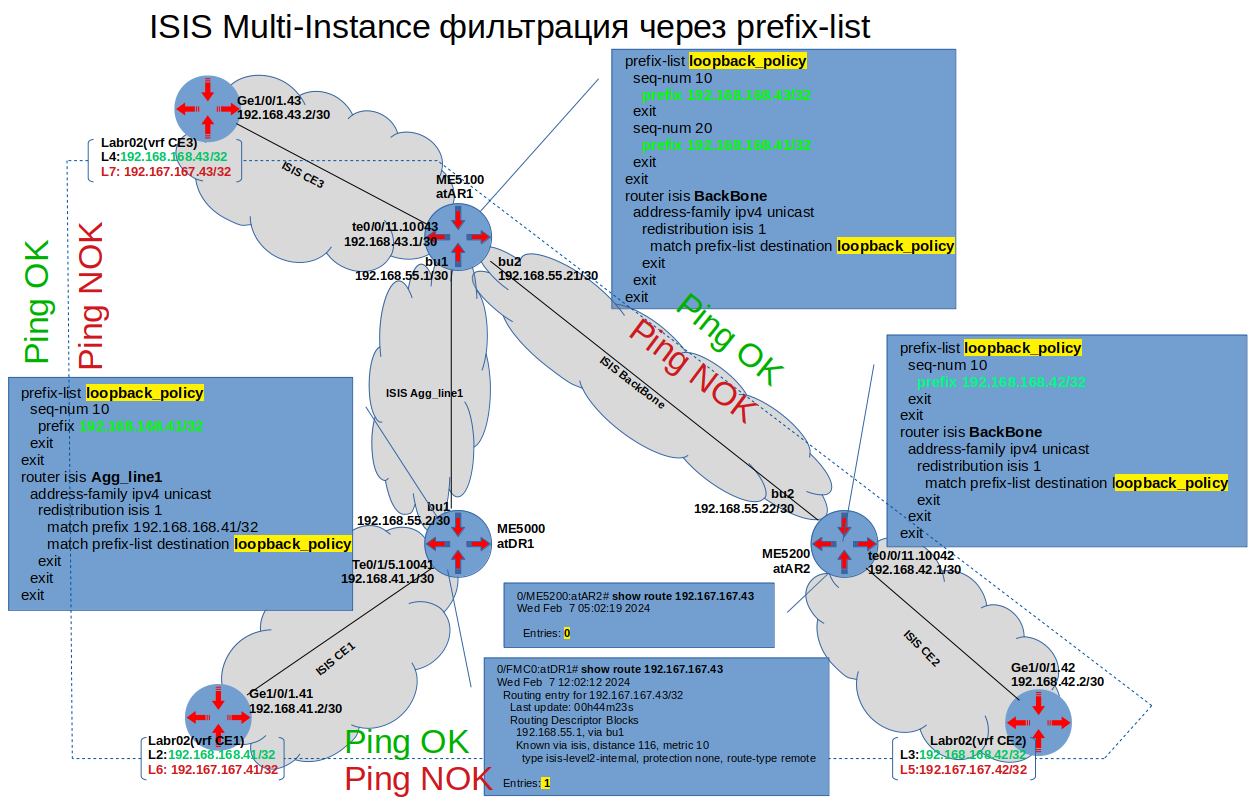 ISIS Multi-Instance фильтрация через prefix-list
prefix-list loopback_policy
seq-num 10
prefix 192.168.168.43/32
exit
seq-num 20
prefix 192.168.168.41/32
exit
exit
router isis BackBone
address-family ipv4 unicast
redistribution isis 1
match prefix-list destination loopback_policy
exit
exit
exit
Ge1/0/1.43
192.168.43.2/30
Labr02(vrf CE3)
L4:192.168.168.43/32
L7: 192.167.167.43/32
ISIS CE3
ME5100
atAR1
te0/0/11.10043
192.168.43.1/30
bu1
192.168.55.1/30
bu2
192.168.55.21/30
Ping OK
Ping NOK
Ping OK
Ping NOK
ISIS BackBone
ISIS Agg_line1
prefix-list loopback_policy
seq-num 10
prefix 192.168.168.42/32
exit
exit
router isis BackBone
address-family ipv4 unicast
redistribution isis 1
match prefix-list destination loopback_policy
exit
exit
exit
prefix-list loopback_policy
seq-num 10
prefix 192.168.168.41/32
exit
exit
router isis Agg_line1
address-family ipv4 unicast
redistribution isis 1
match prefix 192.168.168.41/32
match prefix-list destination loopback_policy
exit
exit
exit
bu1
192.168.55.2/30
ME5000
atDR1
Te0/1/5.10041
192.168.41.1/30
bu2
192.168.55.22/30
ME5200
atAR2
te0/0/11.10042
192.168.42.1/30
0/ME5200:atAR2# show route 192.167.167.43
Wed Feb 7 05:02:19 2024
Entries: 0
ISIS CE1
ISIS CE2
0/FMC0:atDR1# show route 192.167.167.43
Wed Feb 7 12:02:12 2024
Routing entry for 192.167.167.43/32
Last update: 00h44m23s
Routing Descriptor Blocks
192.168.55.1, via bu1
Known via isis, distance 116, metric 10
type isis-level2-internal, protection none, route-type remote
Entries: 1
Ge1/0/1.41
192.168.41.2/30
Labr02(vrf CE1)
L2:192.168.168.41/32
L6: 192.167.167.41/32
Ping OK
Ping NOK
Ge1/0/1.42
192.168.42.2/30
Labr02(vrf CE2)
L3:192.168.168.42/32
L5:192.167.167.42/32